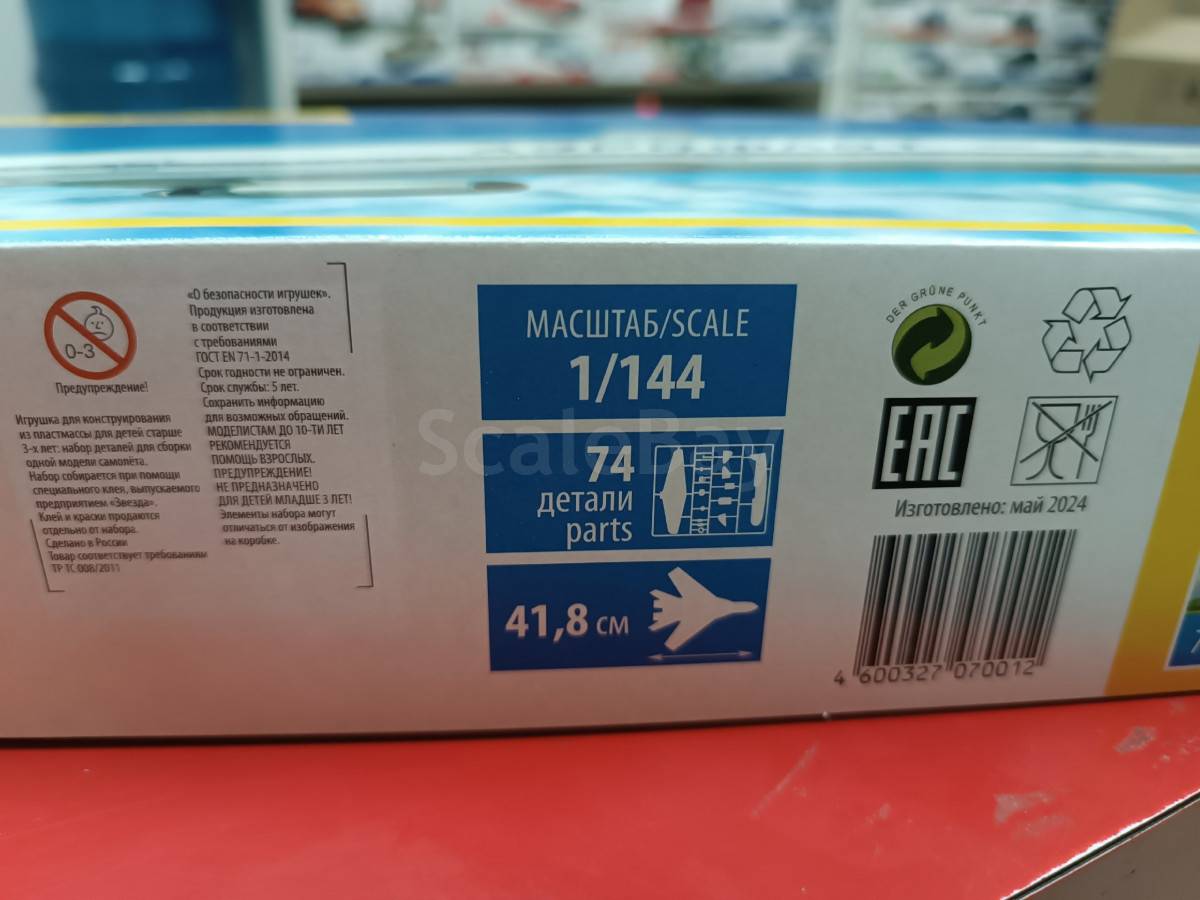 0-3
Предупреждение!
Игрушка для конструирования
из пластмассы для детей старше
3-х лет: набор деталей для сборки
одной модели самолёта.
Набор собирается при помощи
специального клея, выпускаемого
предприятием «Звезда».
Клей и краски продаются
отдельно от набора.
Сделано в России
Товар соответствует требованиям
ТР ТС 008/2011
«О безопасности игрушек».
Продукция изготовлена
в соответствии
с требованиями
ГОСТ EN 71-1-2014
Срок годности не ограничен.
Срок службы: 5 лет.
Сохранить информацию
для возможных обращений.
МОДЕЛИСТАМ ДО 10-ТИ ЛЕТ
РЕКОМЕНДУЕТСЯ
ПОМОЩЬ ВЗРОСЛЫХ.
ПРЕДУПРЕЖДЕНИЕ!
НЕ ПРЕДНАЗНАЧЕНО
ДЛЯ ДЕТЕЙ МЛАДШЕ 3 ЛЕТ!
Элементы набора могут
отличаться от изображения
на коробке.
МАСШТАБ/SCALE
1/144
ScaleBay
74
детали
parts
41,8 см
DER GRÜNE PUNKT
EAC
Изготовлено: май 2024
4 600327 070012